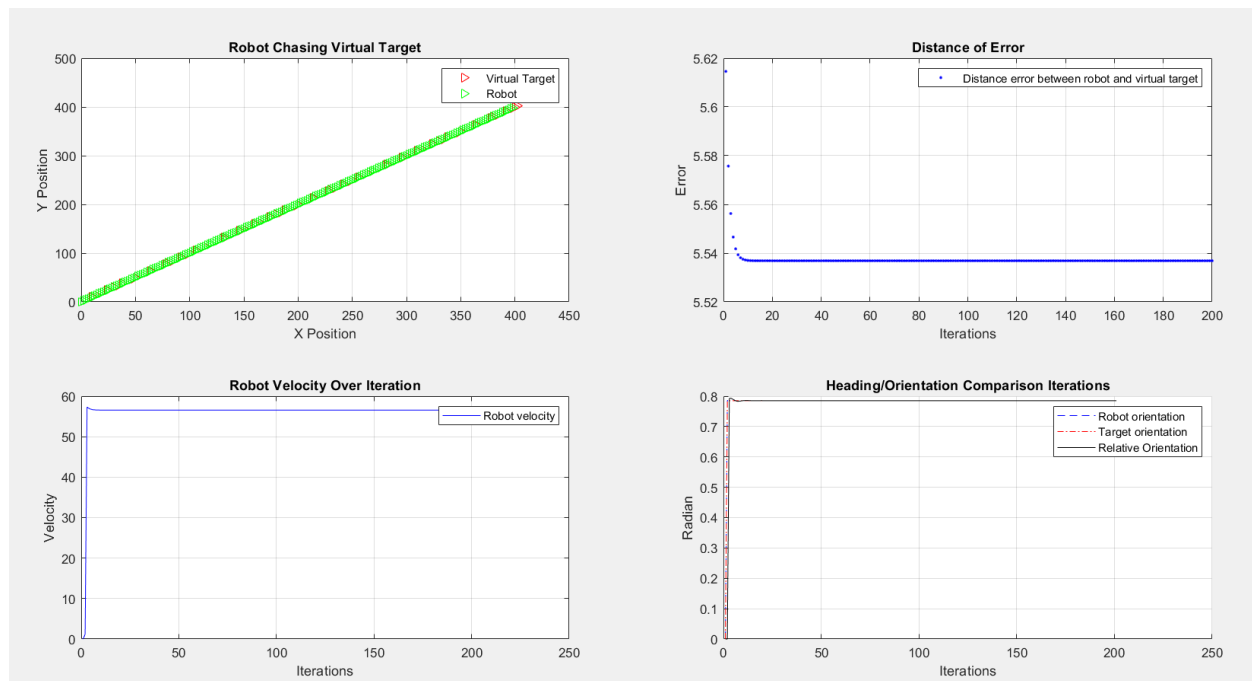 Robot Chasing Virtual Target
500
400
300
200
100
0
Y Position
Virtual Target
Robot
0 50 100 150 200 250 300 350 400 450
X Position
Distance of Error
5.62
5.6
5.58
5.56
5.54
5.52
Error
Distance error between robot and virtual target
0 20 40 60 80 100 120 140 160 180 200
Iterations
Robot Velocity Over Iteration
60
50
40
30
20
10
0
Velocity
Robot velocity
0 50 100 150 200 250
Iterations
Heading/Orientation Comparison Iterations
0.8
0.7
0.6
0.5
0.4
0.3
0.2
0.1
0
Radian
Robot orientation
Target orientation
Relative Orientation
0 50 100 150 200 250
Iterations